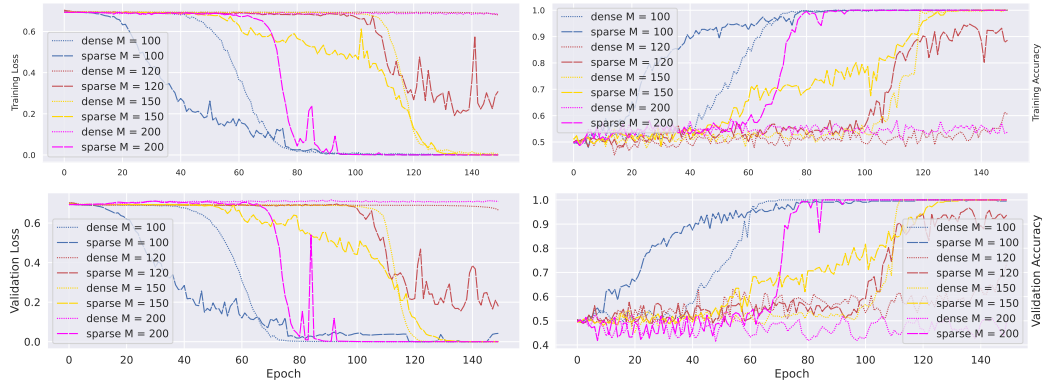 Training Loss
0.6
0.4
0.2
0.0
dense M = 100
sparse M = 100
dense M = 120
sparse M = 120
dense M = 150
sparse M = 150
dense M = 200
sparse M = 200
0 20 40 60 80 100 120 140
1.0
0.9
0.8
0.7
0.6
0.5
dense M = 100
sparse M = 100
dense M = 120
sparse M = 120
dense M = 150
sparse M = 150
dense M = 200
sparse M = 200
0 20 40 60 80 100 120 140
Training Accuracy
Validation Loss
0.6
0.4
0.2
0.0
dense M = 100
sparse M = 100
dense M = 120
sparse M = 120
dense M = 150
sparse M = 150
dense M = 200
sparse M = 200
0 20 40 60 80 100 120 140
Epoch
1.0
0.9
0.8
0.7
0.6
0.5
0.4
dense M = 100
sparse M = 100
dense M = 120
sparse M = 120
dense M = 150
sparse M = 150
dense M = 200
sparse M = 200
0 20 40 60 80 100 120 140
Epoch
Validation Accuracy